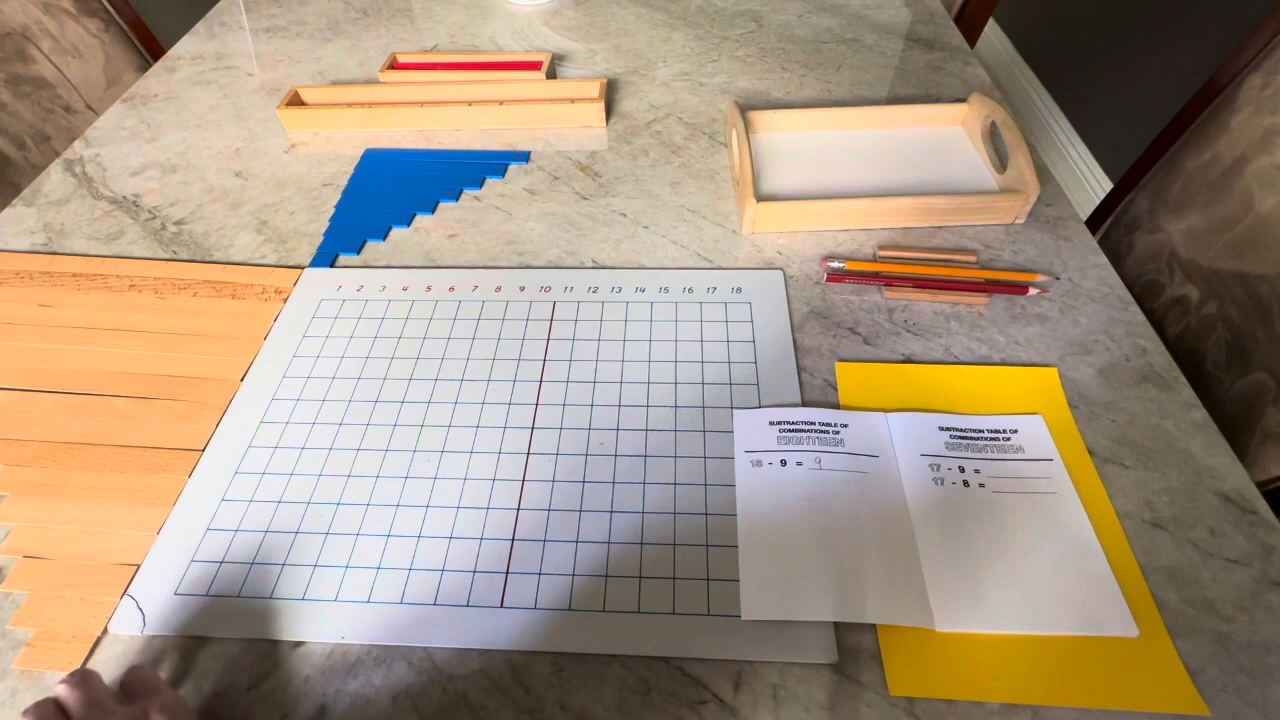 1 2 3 4 5 6 7 8 9 10 11 12 13 14 15 16 17 18
SUBTRACTION TABLE OF
COMBINATIONS OF
EIGHTEEN
18 - 9 = 9
SUBTRACTION TABLE OF
COMBINATIONS OF
SEVENTEEN
17 - 9 =
17 - 8 =